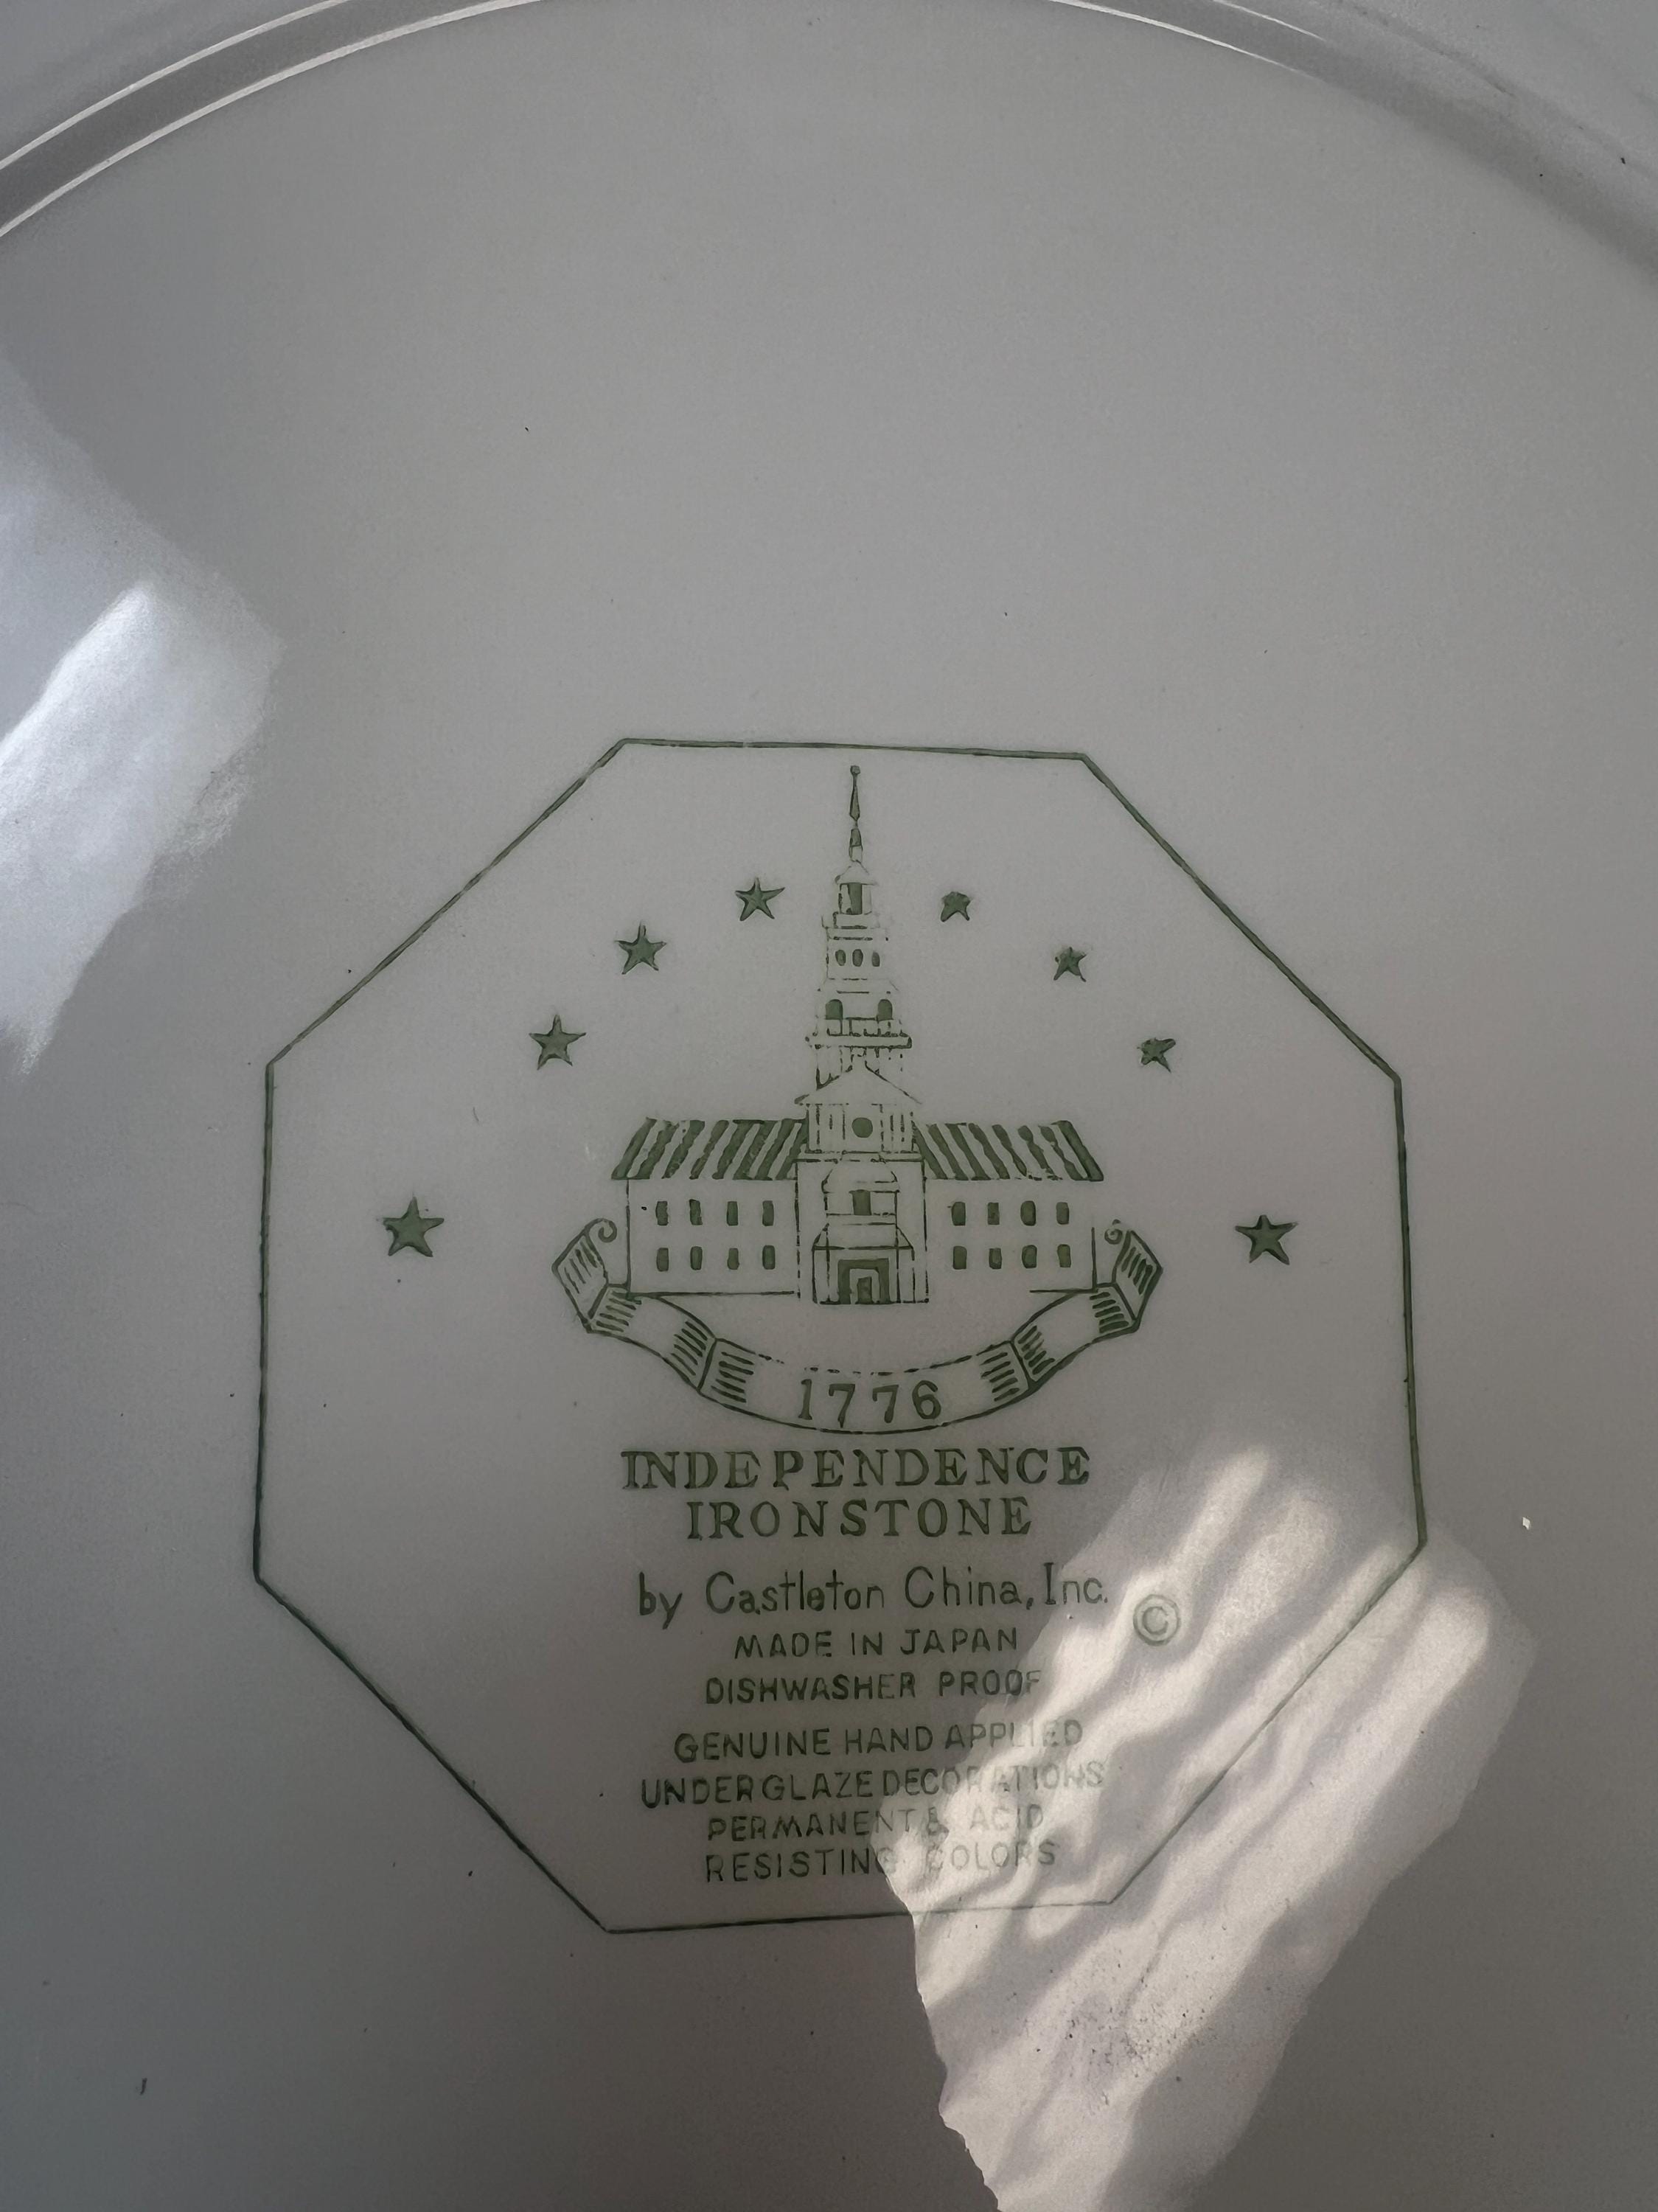 1776
INDEPENDENCE
IRONSTONE
by Castleton China, Inc. ©
MADE IN JAPAN
DISHWASHER PROOF
GENUINE HAND APPLIED
UNDERGLAZE DECORATIONS
PERMANENT & ACID
RESISTING COLORS